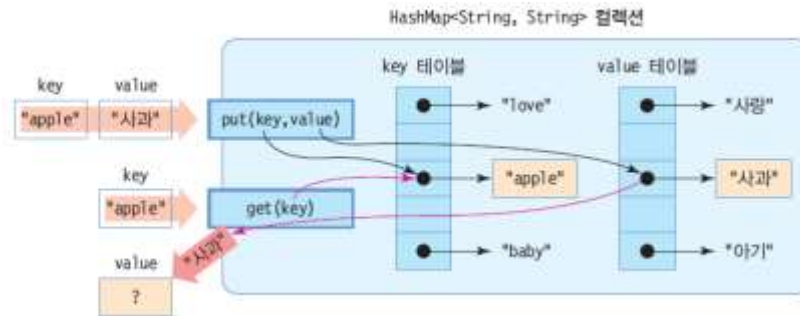 HashMap<String, String> 컬렉션
key 테이블
value 테이블
key
value
"apple"
"사과"
put(key,value)
"love"
"사랑"
"apple"
"사과"
key
"apple"
get(key)
"사과"
value
?
"baby"
"아기"